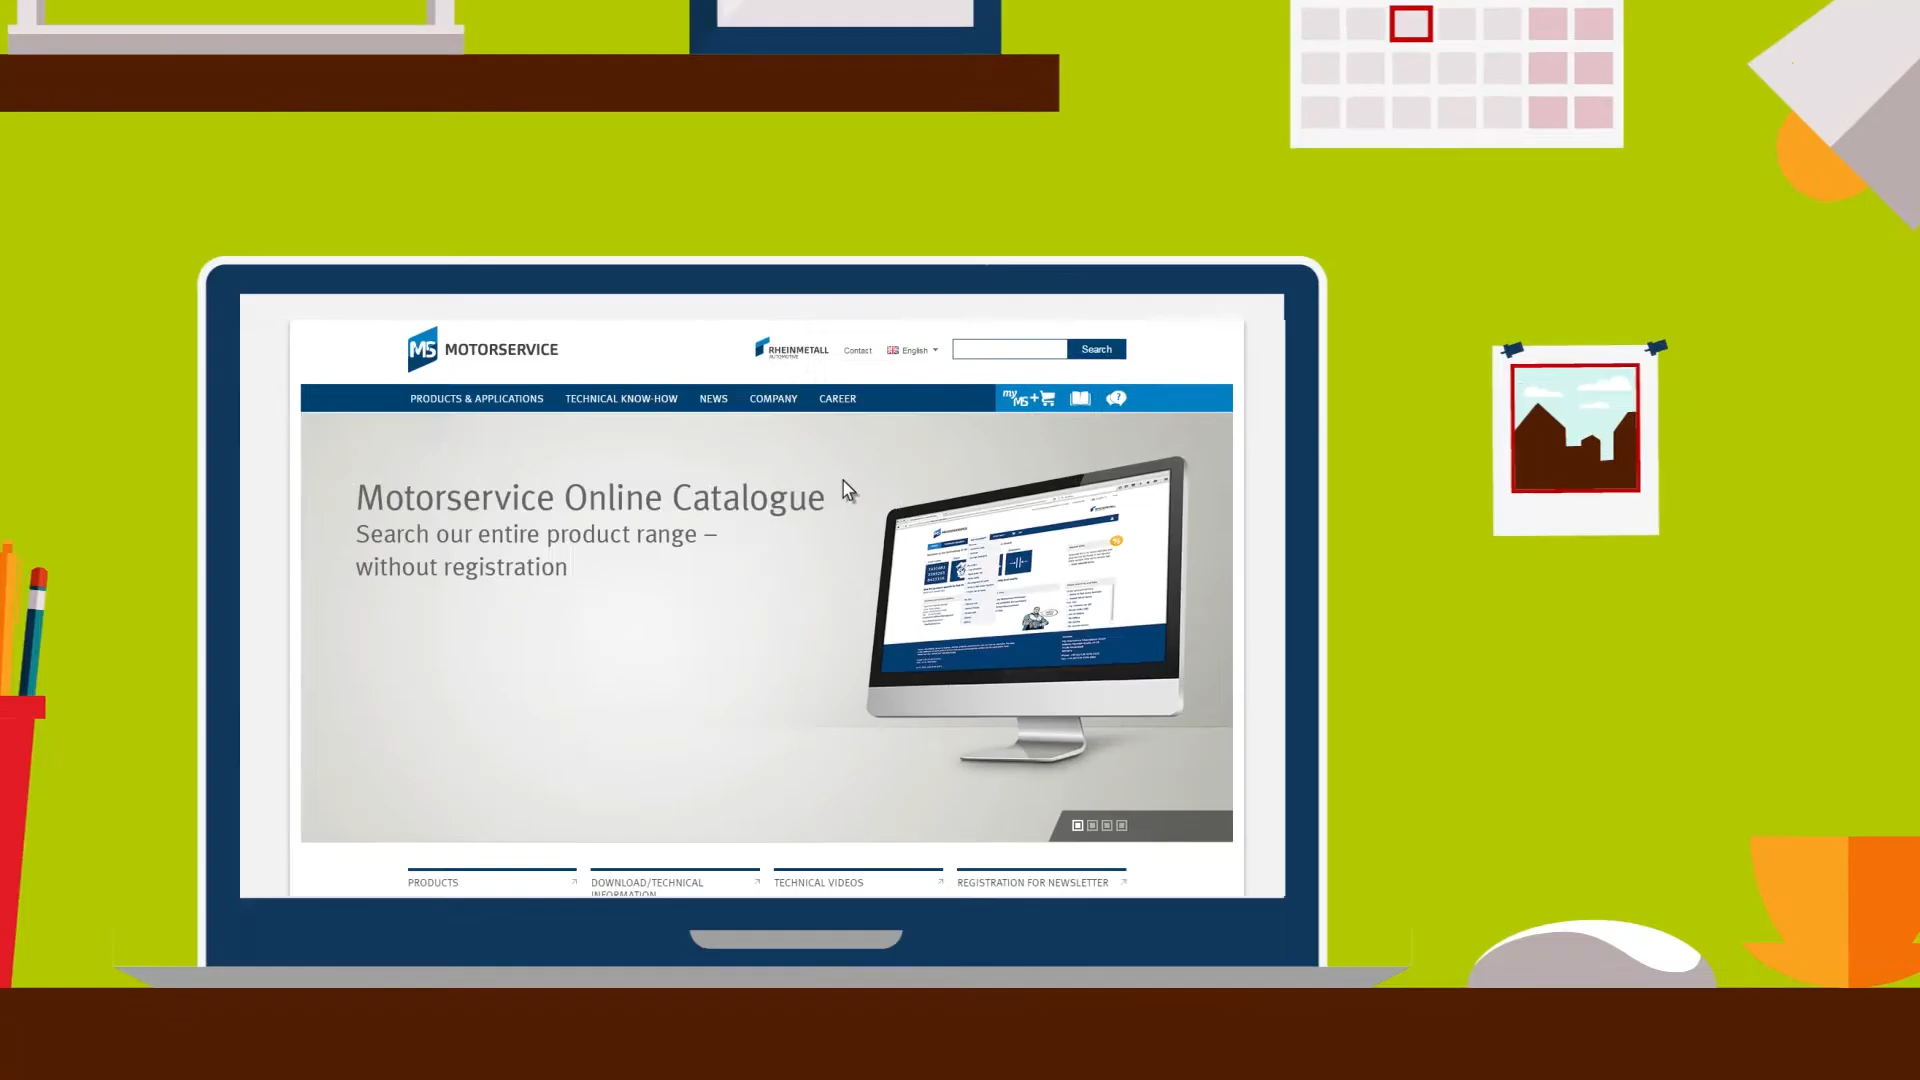 MS MOTORSERVICE
RHEINMETALL
AUTOMOTIVE
Contact
English
Search
PRODUCTS & APPLICATIONS
TECHNICAL KNOW-HOW
NEWS
COMPANY
CAREER
my
MS+
?
Motorservice Online Catalogue
Search our entire product range –
without registration
%
PRODUCTS
DOWNLOAD/TECHNICAL
INFORMATION
TECHNICAL VIDEOS
REGISTRATION FOR NEWSLETTER